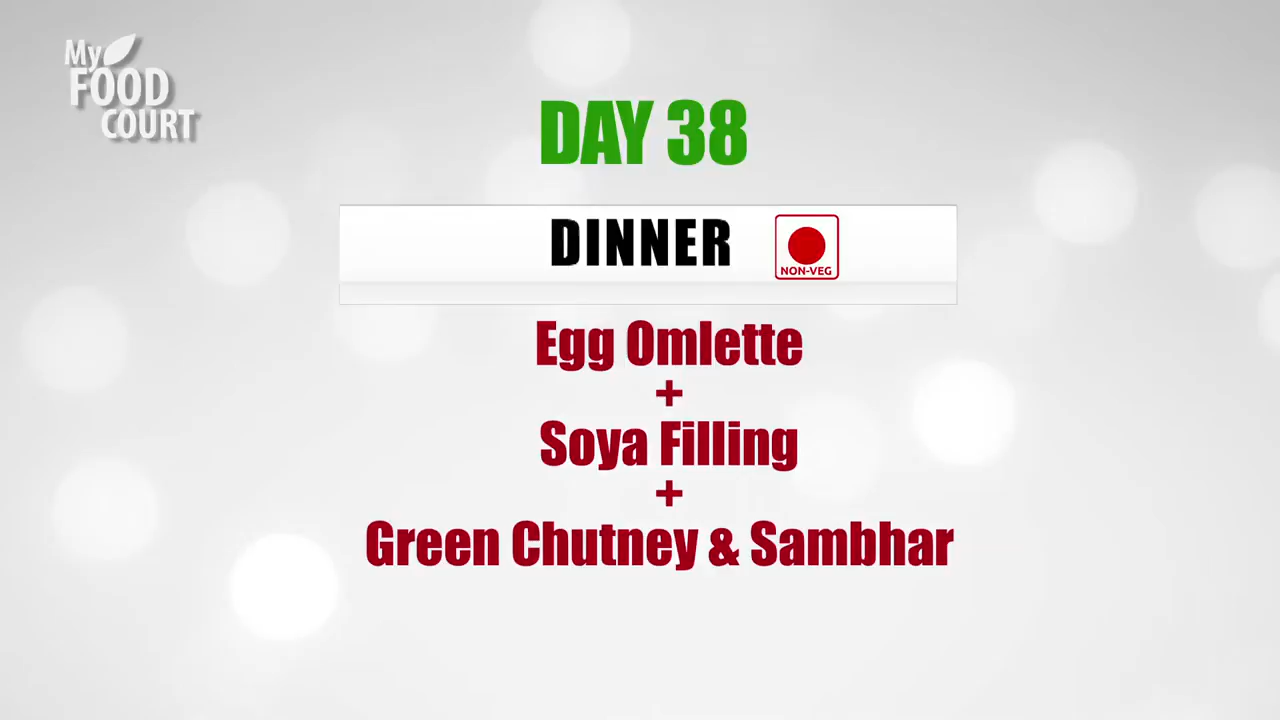 My
FOOD
COURT
DAY 38
DINNER
NON-VEG
Egg Omlette
+
Soya Filling
+
Green Chutney & Sambhar